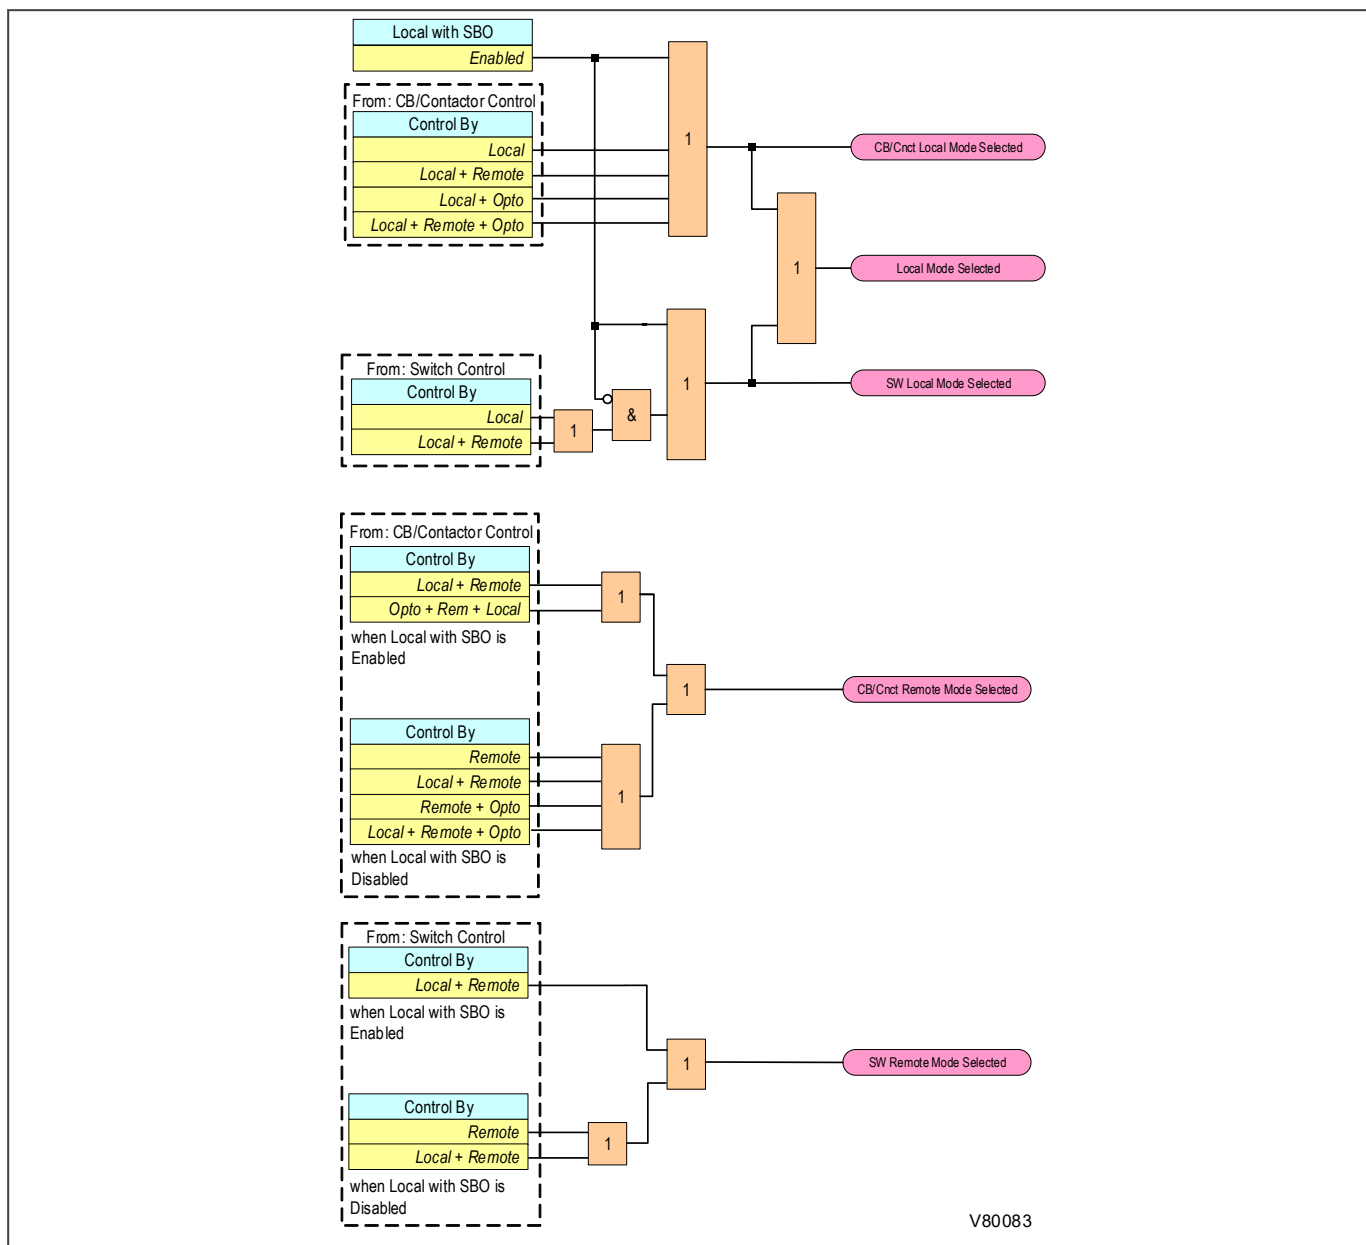 Local with SBO
Enabled
From: CB/Contactor Control
Control By
Local
Local + Remote
Local + Opto
Local + Remote + Opto
1
CB/Cnct Local Mode Selected
1
Local Mode Selected
From: Switch Control
Control By
Local
Local + Remote
1
&
1
SW Local Mode Selected
From: CB/Contactor Control
Control By
Local + Remote
Opto + Rem + Local
when Local with SBO is
Enabled
1
1
CB/Cnct Remote Mode Selected
Control By
Remote
Local + Remote
Remote + Opto
Local + Remote + Opto
when Local with SBO is
Disabled
1
From: Switch Control
Control By
Local + Remote
when Local with SBO is
Enabled
1
SW Remote Mode Selected
Control By
Remote
Local + Remote
when Local with SBO is
Disabled
1
V80083